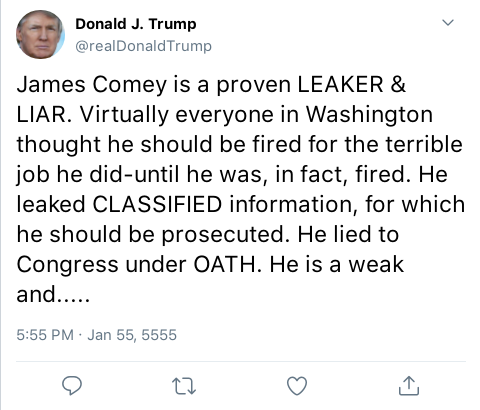 Donald J. Trump
@realDonaldTrump
James Comey is a proven LEAKER &
LIAR. Virtually everyone in Washington
thought he should be fired for the terrible
job he did-until he was, in fact, fired. He
leaked CLASSIFIED information, for which
he should be prosecuted. He lied to
Congress under OATH. He is a weak
and.....
5:55 PM · Jan 55, 5555